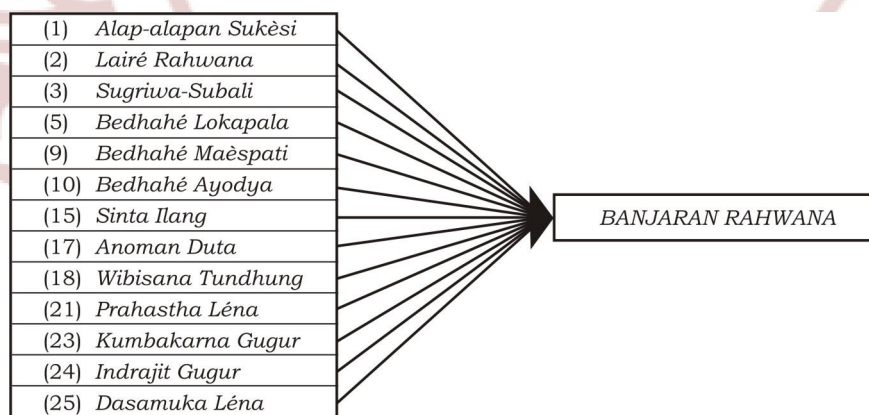 (1) Alap-alapan Sukèsi
(2) Lairé Rahwana
(3) Sugriwa-Subali
(5) Bedhahé Lokapala
(9) Bedhahé Maèspati
(10) Bedhahé Ayodya
(15) Sinta Ilang
(17) Anoman Duta
(18) Wibisana Tundhung
(21) Prahastha Léna
(23) Kumbakarna Gugur
(24) Indrajit Gugur
(25) Dasamuka Léna
BANJARAN RAHWANA